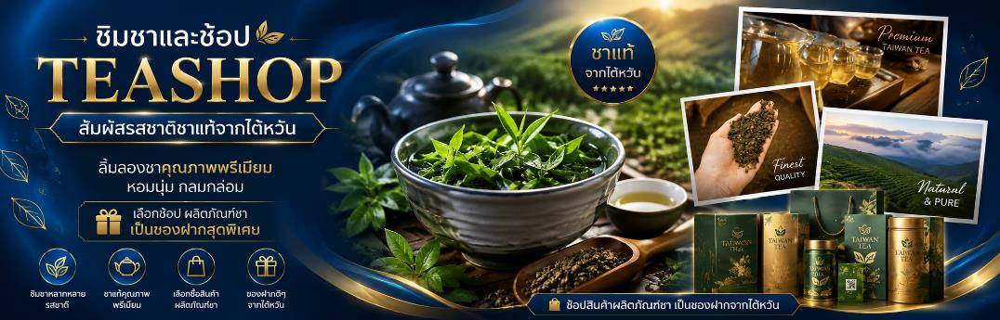 ชิมชาและช้อป
TEASHOP
สัมผัสรสชาติชาแท้จากไต้หวัน
ลิ้มลองชาคุณภาพพรีเมียม
หอมนุ่ม กลมกล่อม
เลือกช้อป ผลิตภัณฑ์ชา
เป็นของฝากสุดพิเศษ
ชิมชาหลากหลาย
รสชาติ
ชาแท้คุณภาพ
พรีเมี่ยม
เลือกซื้อสินค้า
ผลิตภัณฑ์ชา
ของฝากดีๆ
จากไต้หวัน
ชาแท้
จากไต้หวัน
Premium
TAIWAN TEA
Finest
QUALITY
Natural
& PURE
TAIWAN
TEA
TAIWAN
TEA
TAIWAN
TEA
TAIWAN
TEA
TAIWAN
TEA
ช้อปสินค้าผลิตภัณฑ์ชา เป็นของฝากจากไต้หวัน